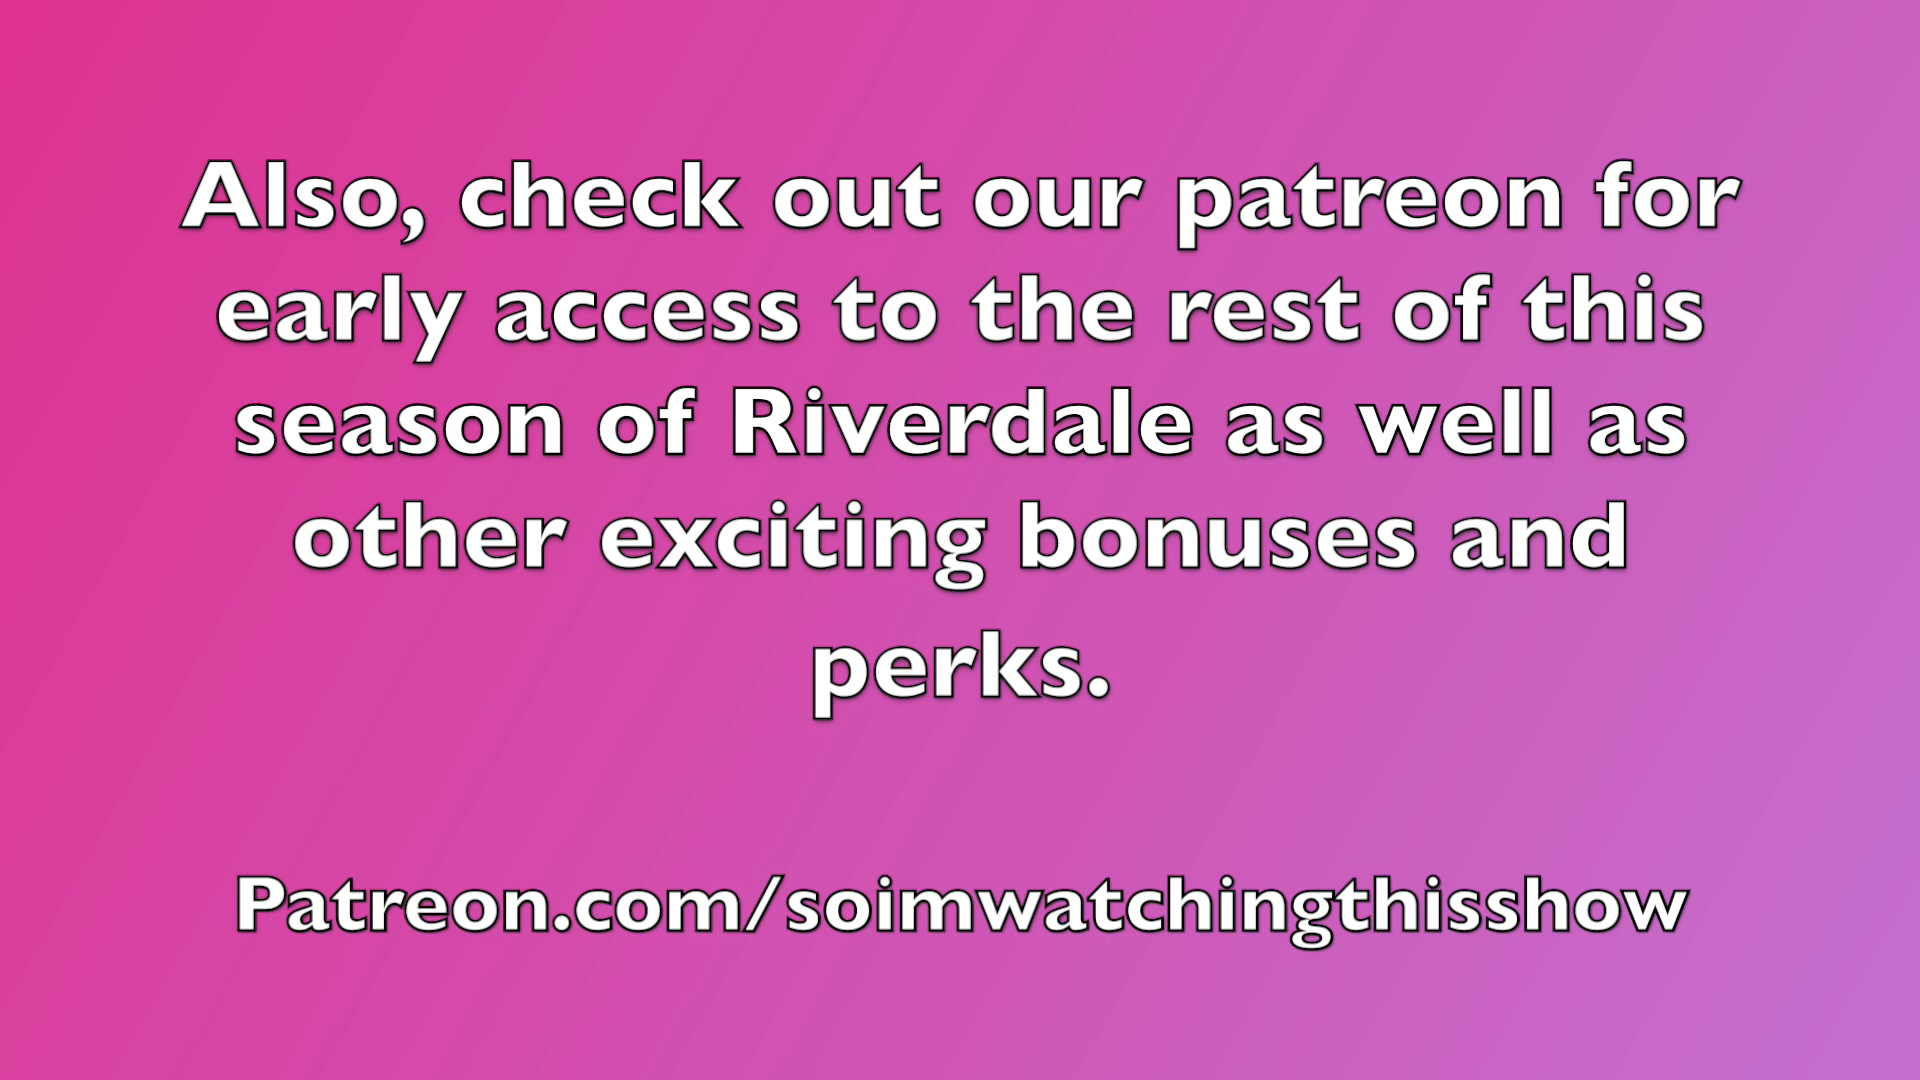 Also, check out our patreon for
early access to the rest of this
season of Riverdale as well as
other exciting bonuses and
perks.
Patreon.com/soimwatchingthisshow